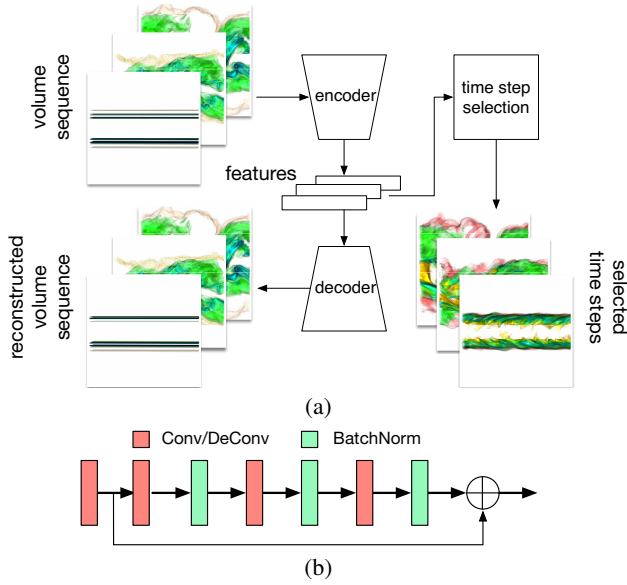 volume
sequence
encoder
time step
selection
features
reconstructed
volume
sequence
decoder
selected
time steps
(a)
Conv/DeConv
BatchNorm
(b)